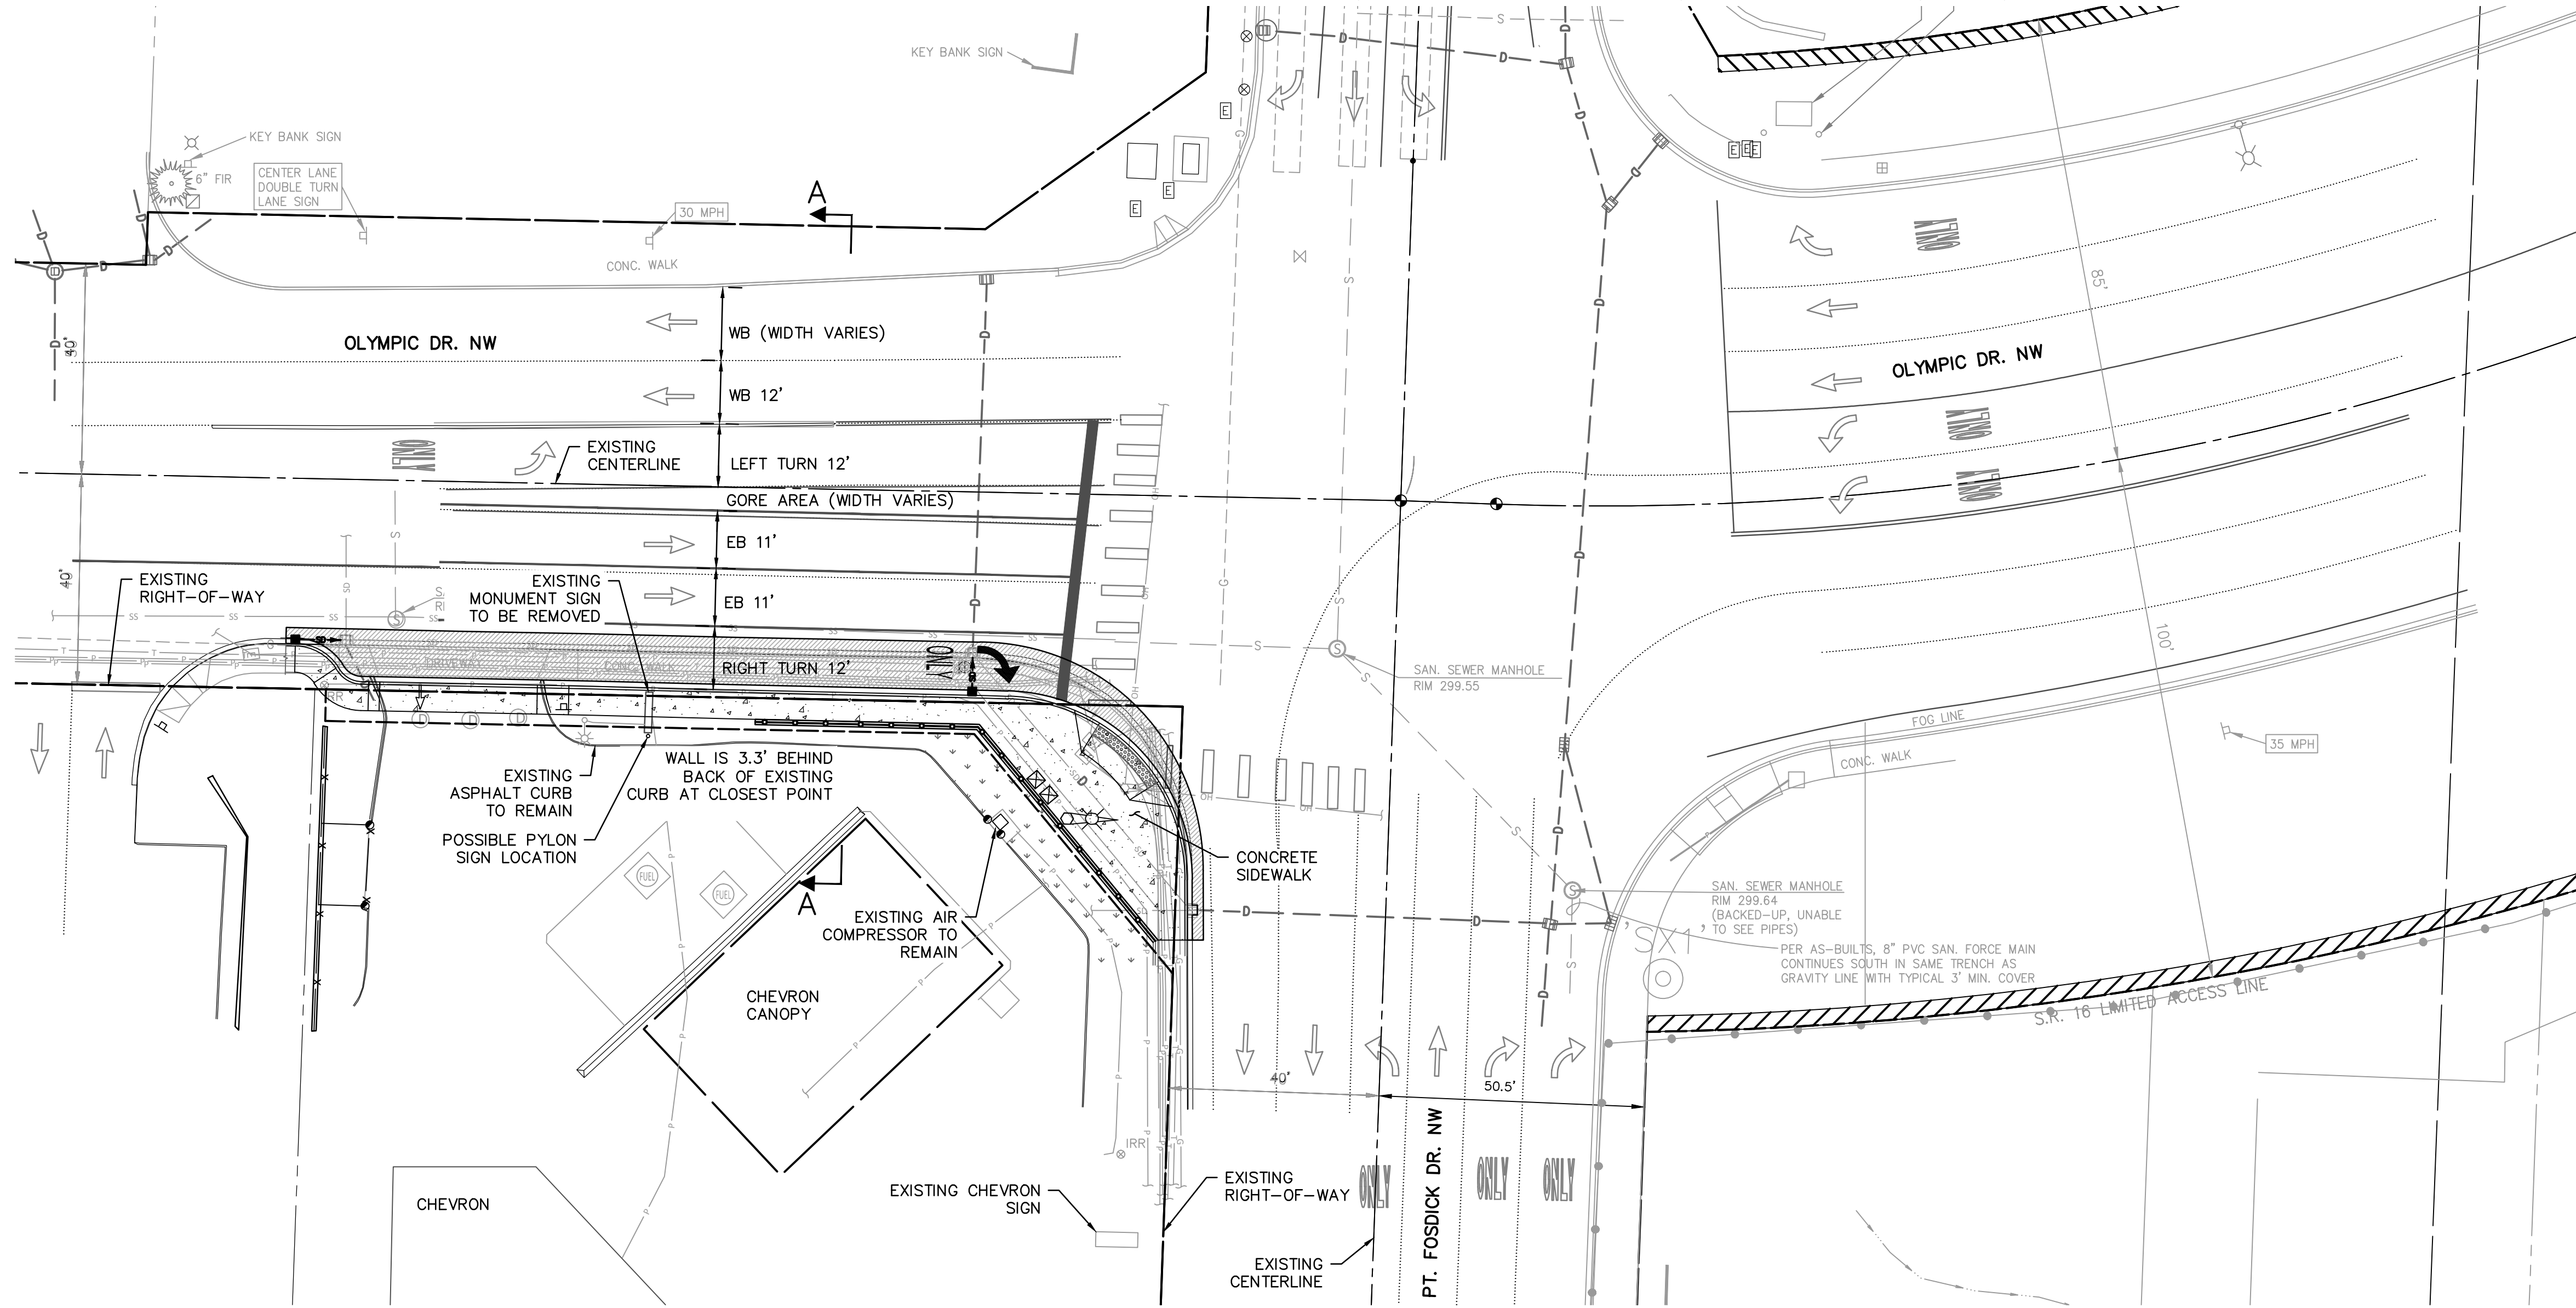 KEY BANK SIGN
KEY BANK SIGN
6" FIR
CENTER LANE
DOUBLE TURN
LANE SIGN
30 MPH
A
CONC. WALK
E
E
E
E
E
E
OLYMPIC DR. NW
WB (WIDTH VARIES)
WB 12'
LEFT TURN 12'
EXISTING
CENTERLINE
GORE AREA (WIDTH VARIES)
EB 11'
EB 11'
RIGHT TURN 12'
ONLY
ONLY
40'
40'
EXISTING
RIGHT-OF-WAY
EXISTING
MONUMENT SIGN
TO BE REMOVED
DRIVEWAY
CONC. WALK
WALL IS 3.3' BEHIND
BACK OF EXISTING
CURB AT CLOSEST POINT
EXISTING
ASPHALT CURB
TO REMAIN
POSSIBLE PYLON
SIGN LOCATION
FUEL
FUEL
A
EXISTING AIR
COMPRESSOR TO
REMAIN
CHEVRON
CANOPY
CHEVRON
CONCRETE
SIDEWALK
EXISTING CHEVRON
SIGN
IRR
EXISTING
RIGHT-OF-WAY
EXISTING
CENTERLINE
40'
50.5'
PT. FOSDICK DR. NW
ONLY
ONLY
ONLY
OLYMPIC DR. NW
ONLY
ONLY
ONLY
85'
100'
SAN. SEWER MANHOLE
RIM 299.55
FOG LINE
CONC. WALK
35 MPH
SAN. SEWER MANHOLE
RIM 299.64
(BACKED-UP, UNABLE
TO SEE PIPES)
'SX1'
PER AS-BUILTS, 8" PVC SAN. FORCE MAIN
CONTINUES SOUTH IN SAME TRENCH AS
GRAVITY LINE WITH TYPICAL 3' MIN. COVER
S.R. 16 LIMITED ACCESS LINE